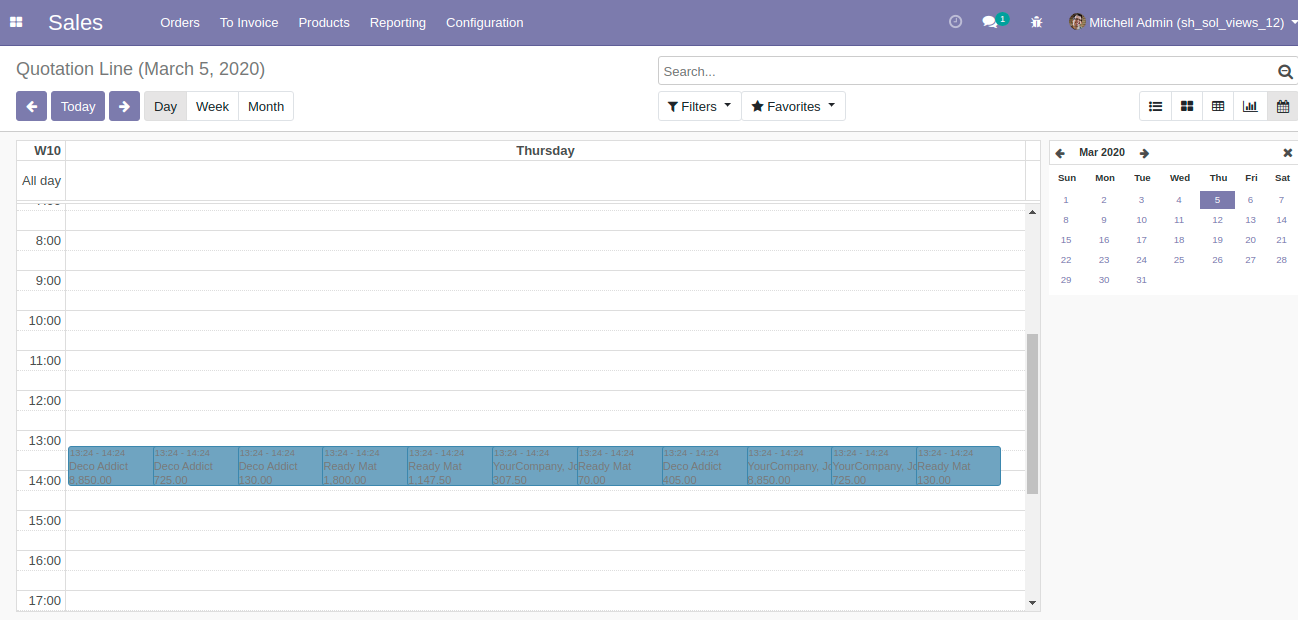 Sales Orders To Invoice Products Reporting Configuration 1 Mitchell Admin (sh_sol_views_12)
Quotation Line (March 5, 2020)
Search...
Today Day Week Month
Filters Favorites
W10 Thursday
All day
8:00
9:00
10:00
11:00
12:00
13:00
14:00
15:00
16:00
17:00
13:24 - 14:24 13:24 - 14:24 13:24 - 14:24 13:24 - 14:24 13:24 - 14:24 13:24 - 14:24 13:24 - 14:24 13:24 - 14:24 13:24 - 14:24 13:24 - 14:24 13:24 - 14:24
Deco Addict Deco Addict Deco Addict Ready Mat Ready Mat YourCompany, Jo Ready Mat Deco Addict YourCompany, Jo YourCompany, Jo Ready Mat
8,850.00 725.00 130.00 1,800.00 1,147.50 307.50 70.00 405.00 8,850.00 725.00 130.00
Mar 2020
Sun Mon Tue Wed Thu Fri Sat
1 2 3 4 5 6 7
8 9 10 11 12 13 14
15 16 17 18 19 20 21
22 23 24 25 26 27 28
29 30 31